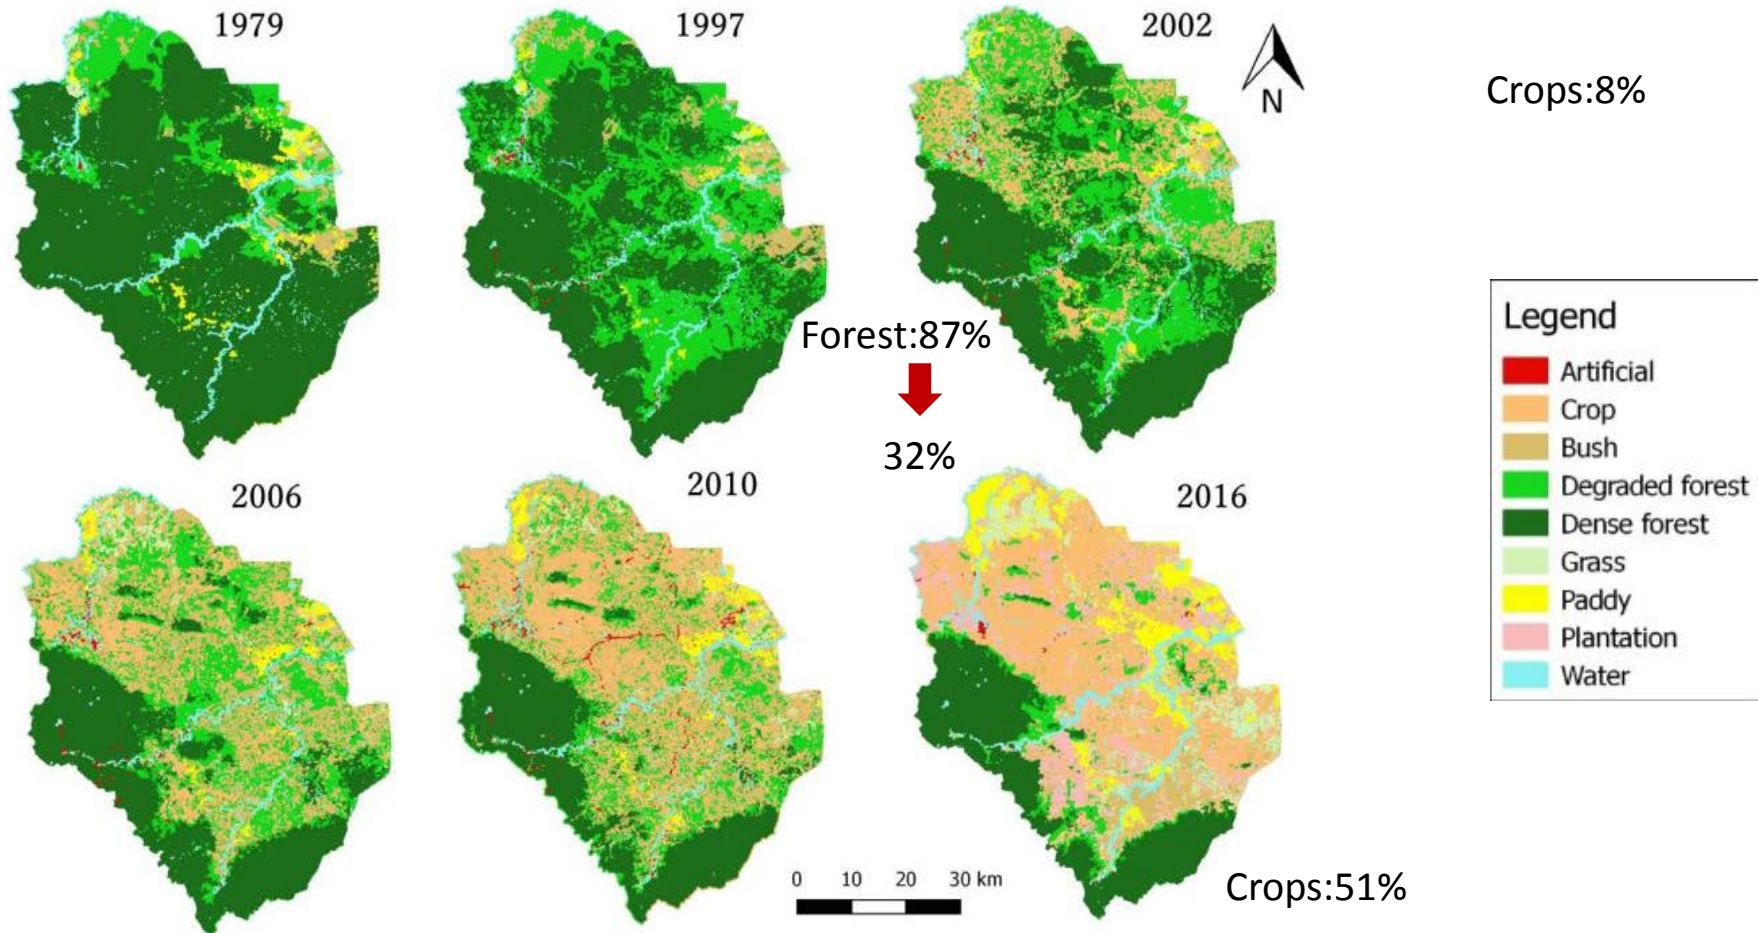 1979
1997
2002
N
Crops:8%
Forest:87%
32%
Legend
Artificial
Crop
Bush
Degraded forest
Dense forest
Grass
Paddy
Plantation
Water
2006
2010
2016
0 10 20 30 km
Crops:51%